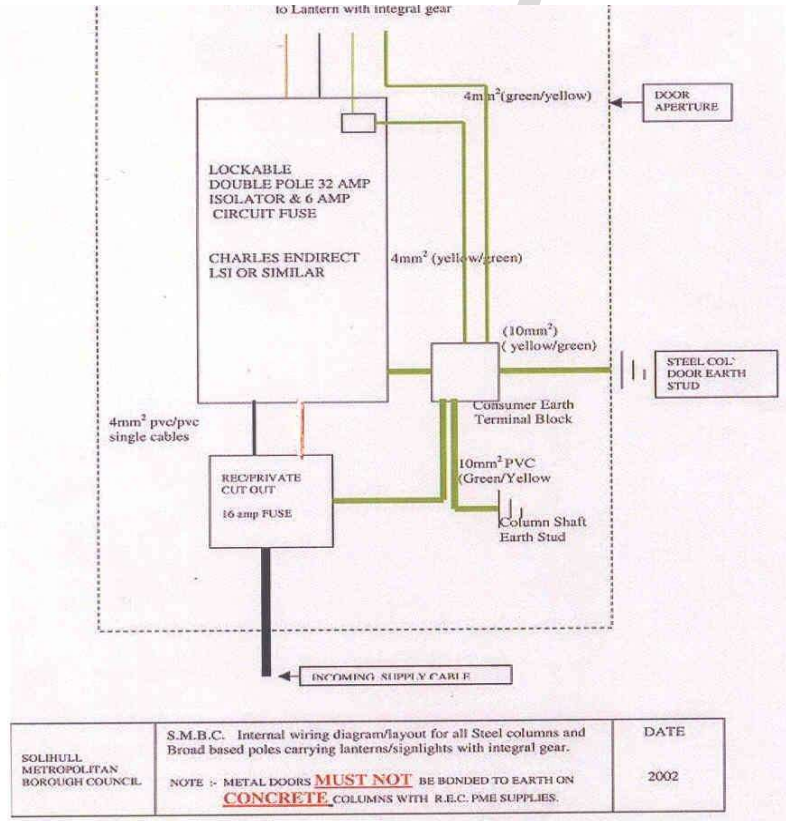 to Lantern with integral gear
4mm²(green/yellow)
DOOR
APERTURE
LOCKABLE
DOUBLE POLE 32 AMP
ISOLATOR & 6 AMP
CIRCUIT FUSE
CHARLES ENDIRECT
LSI OR SIMILAR
4mm² (yellow/green)
(10mm²)
( yellow/green)
STEEL COL'
DOOR EARTH
STUD
Consumer Earth
Terminal Block
4mm² pvc/pvc
single cables
10mm² PVC
(Green/Yellow
REC/PRIVATE
CUT OUT
16 amp FUSE
Column Shaft
Earth Stud
INCOMING SUPPLY CABLE
SOLIHULL
METROPOLITAN
BOROUGH COUNCIL
S.M.B.C. Internal wiring diagram/layout for all Steel columns and
Broad based poles carrying lanterns/signlights with integral gear.
NOTE :- METAL DOORS MUST NOT BE BONDED TO EARTH ON
CONCRETE COLUMNS WITH R.E.C. PME SUPPLIES.
DATE
2002